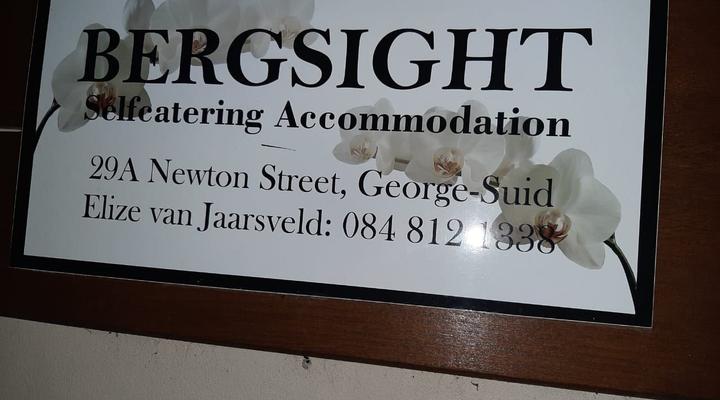 BERGSIGHT
Selfcatering Accommodation
29A Newton Street, George-Suid
Elize van Jaarsveld: 084 812 1338